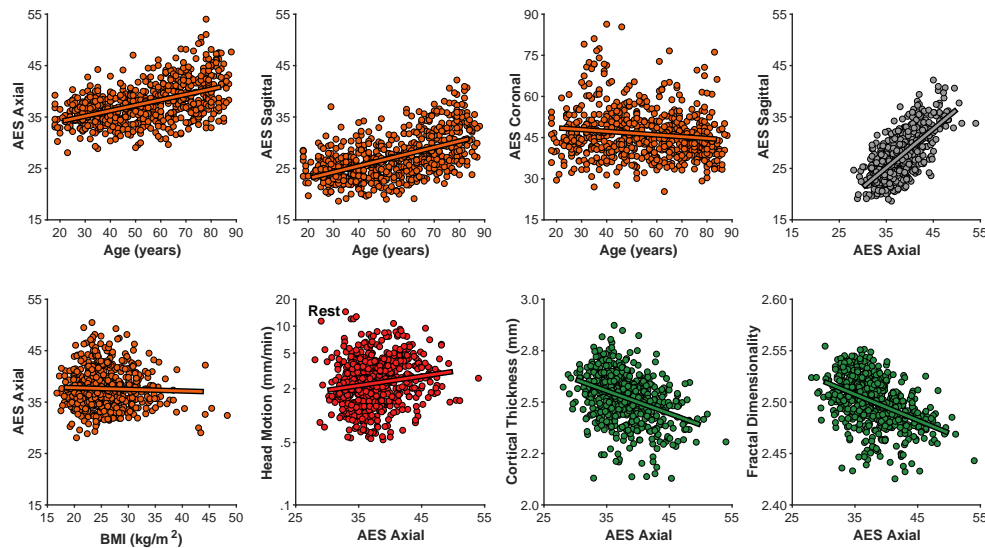 AES Axial
55
45
35
25
15
20 30 40 50 60 70 80 90
Age (years)
AES Sagittal
55
45
35
25
15
20 30 40 50 60 70 80 90
Age (years)
AES Coronal
90
75
60
45
30
15
20 30 40 50 60 70 80 90
Age (years)
AES Sagittal
55
45
35
25
15
15 25 35 45 55
AES Axial
AES Axial
55
45
35
25
15
15 20 25 30 35 40 45 50
BMI (kg/m²)
Head Motion (mm/min)
20
10
5
2
.5
.1
Rest
25 35 45 55
AES Axial
Cortical Thickness (mm)
3.0
2.8
2.5
2.2
2.0
25 35 45 55
AES Axial
Fractal Dimensionality
2.60
2.55
2.50
2.45
2.40
25 35 45 55
AES Axial